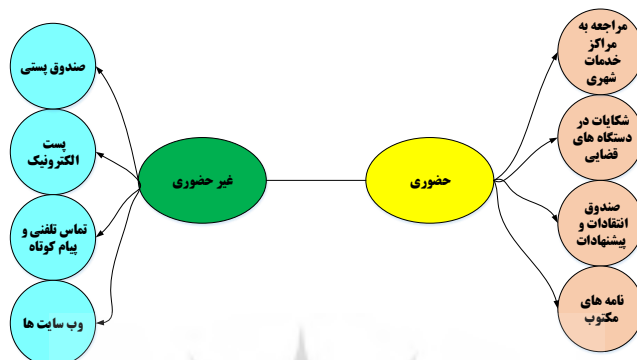 مراجعه به
مراکز
خدمات
شهری
شکایات در
دستگاه های
قضایی
صندوق
انتقادات و
پیشنهادات
نامه های
مکتوب
حضوری
غیر حضوری
صندوق پستی
پست
الکترونیک
تماس تلفنی و
پیام کوتاه
وب سایت ها